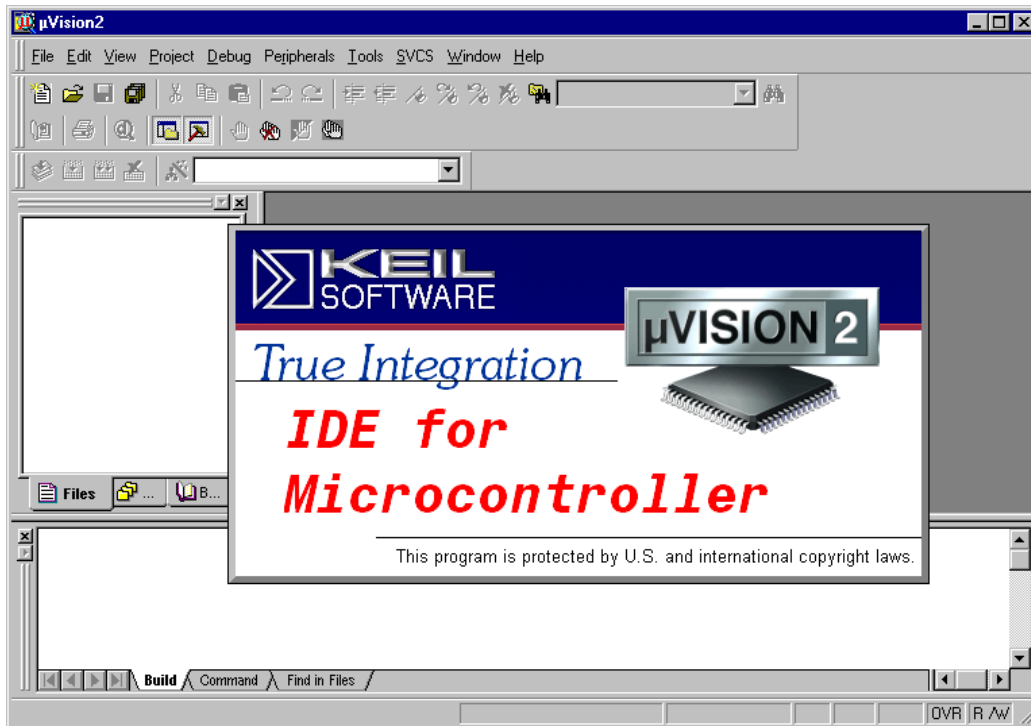 µVision2
File Edit View Project Debug Peripherals Tools SVCS Window Help
Files ... B...
KEIL
SOFTWARE
µVISION 2
True Integration
IDE for
Microcontroller
This program is protected by U.S. and international copyright laws.
Build Command Find in Files
OVR R/W